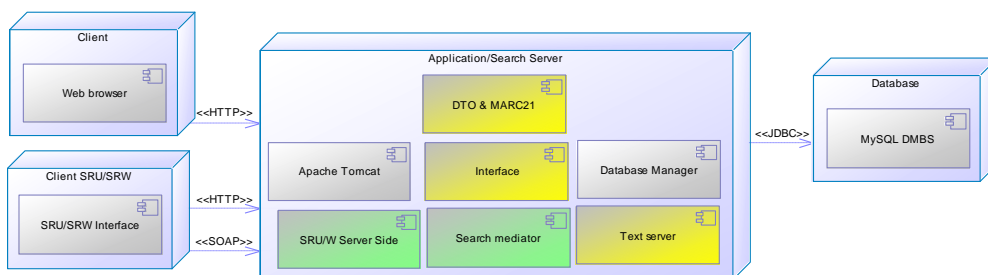 Client
Web browser
<<HTTP>>
Client SRU/SRW
SRU/SRW Interface
<<HTTP>>
<<SOAP>>
Application/Search Server
DTO & MARC21
Apache Tomcat
Interface
Database Manager
SRU/W Server Side
Search mediator
Text server
<<JDBC>>
Database
MySQL DMBS